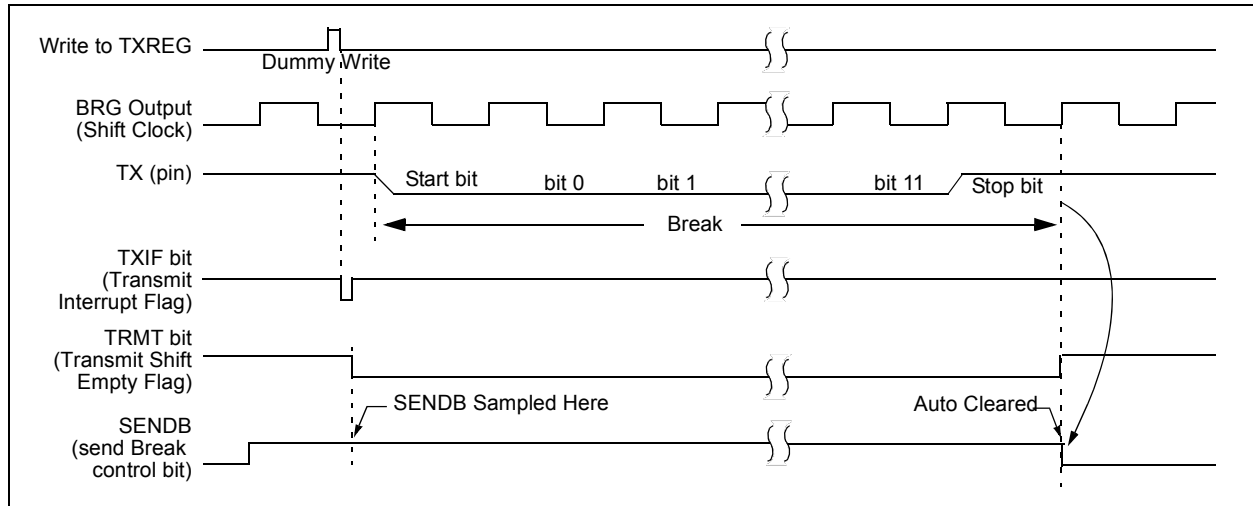 Write to TXREG
Dummy Write
BRG Output
(Shift Clock)
TX (pin)
Start bit
bit 0
bit 1
bit 11
Stop bit
Break
TXIF bit
(Transmit
Interrupt Flag)
TRMT bit
(Transmit Shift
Empty Flag)
SENDB Sampled Here
Auto Cleared
SENDB
(send Break
control bit)